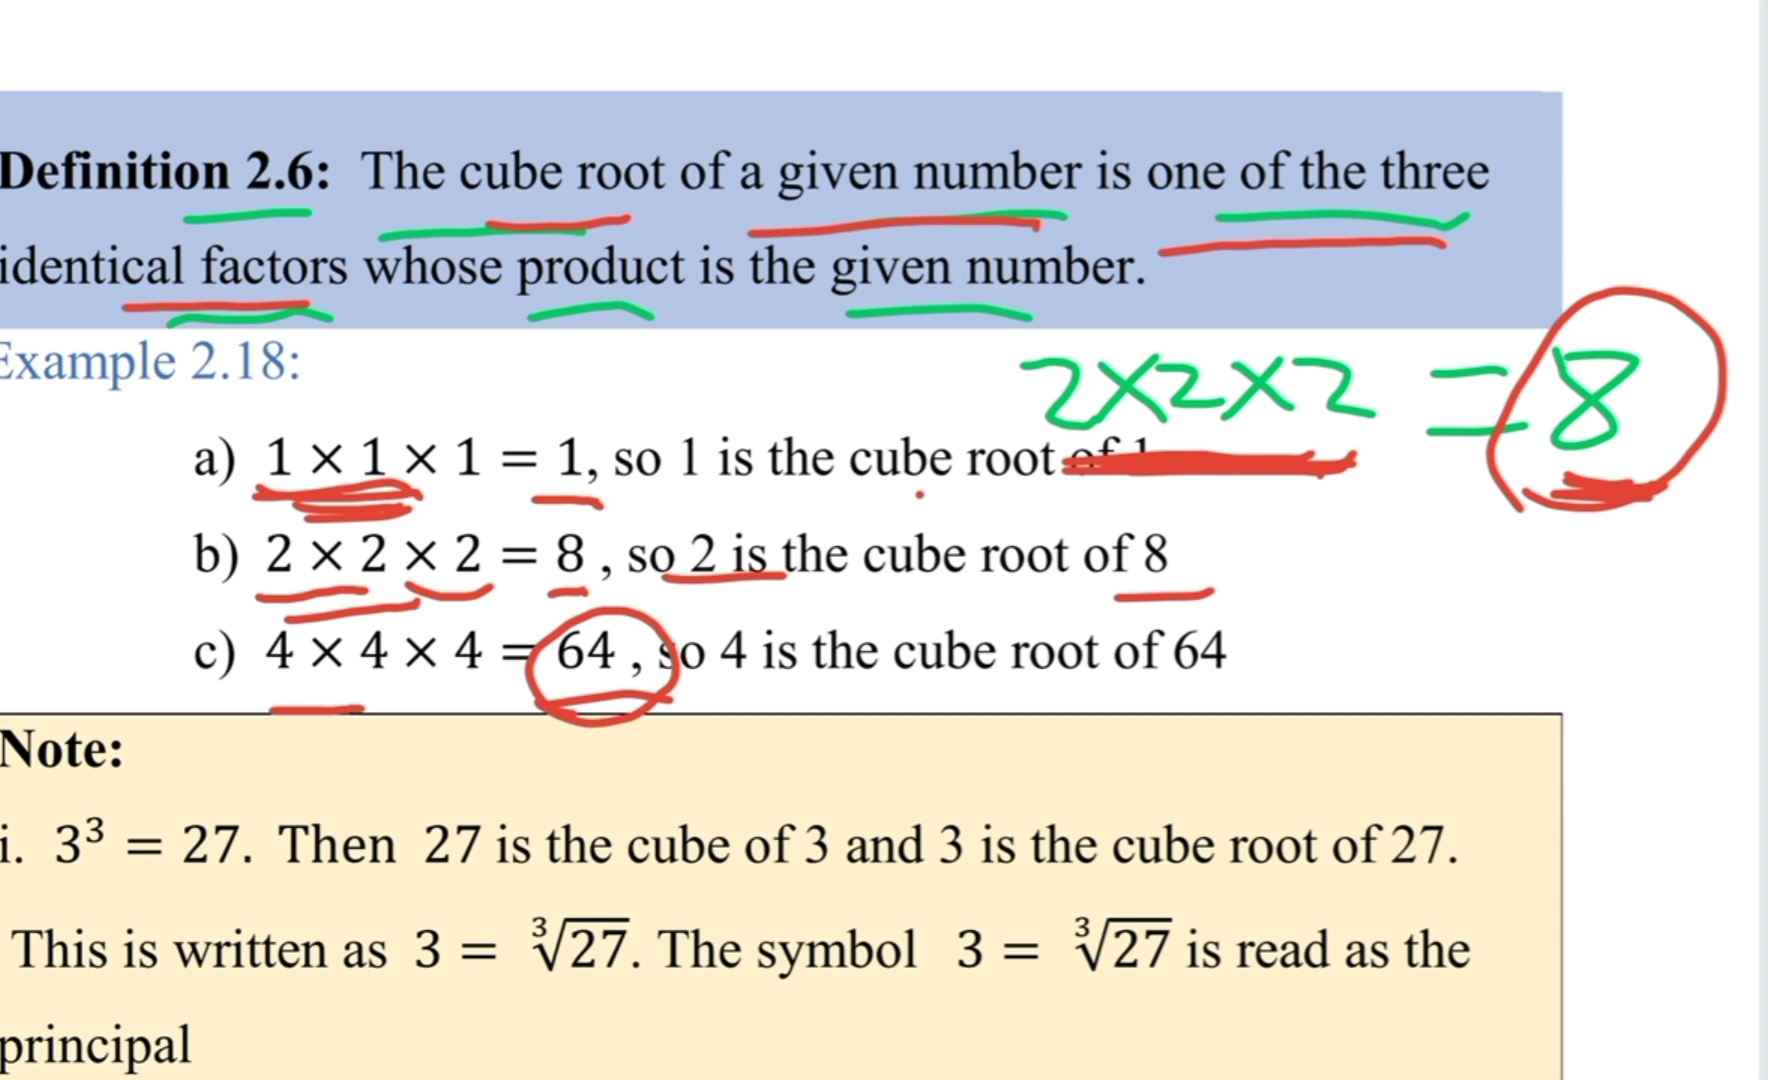 Definition 2.6: The cube root of a given number is one of the three
identical factors whose product is the given number.
Example 2.18:
2×2×2 = 8
a) 1 × 1 × 1 = 1, so 1 is the cube root of 1
b) 2 × 2 × 2 = 8 , so 2 is the cube root of 8
c) 4 × 4 × 4 = 64 , so 4 is the cube root of 64
Note:
i. 3³ = 27. Then 27 is the cube of 3 and 3 is the cube root of 27.
This is written as 3 = ∛27. The symbol 3 = ∛27 is read as the
principal